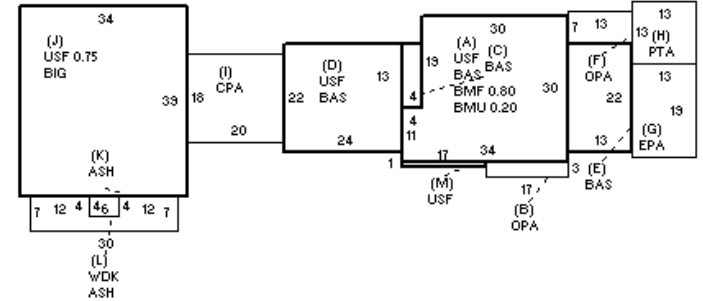 34
(J)
USF 0.75
BIG
39
(K)
ASH
7 12 4 4 6 4 12 7
30
(L)
WDK
ASH
(I)
CPA
18
20
22
(D)
USF
BAS
13
24
30
(A)
USF
BAS
BMF 0.80
BMU 0.20
(C)
BAS
19
4
4
11
30
34
17
1
(M)
USF
17
3
(B)
OPA
7 13
(F)
OPA
22
13
(E)
BAS
13
13
(H)
PTA
13
19
(G)
EPA